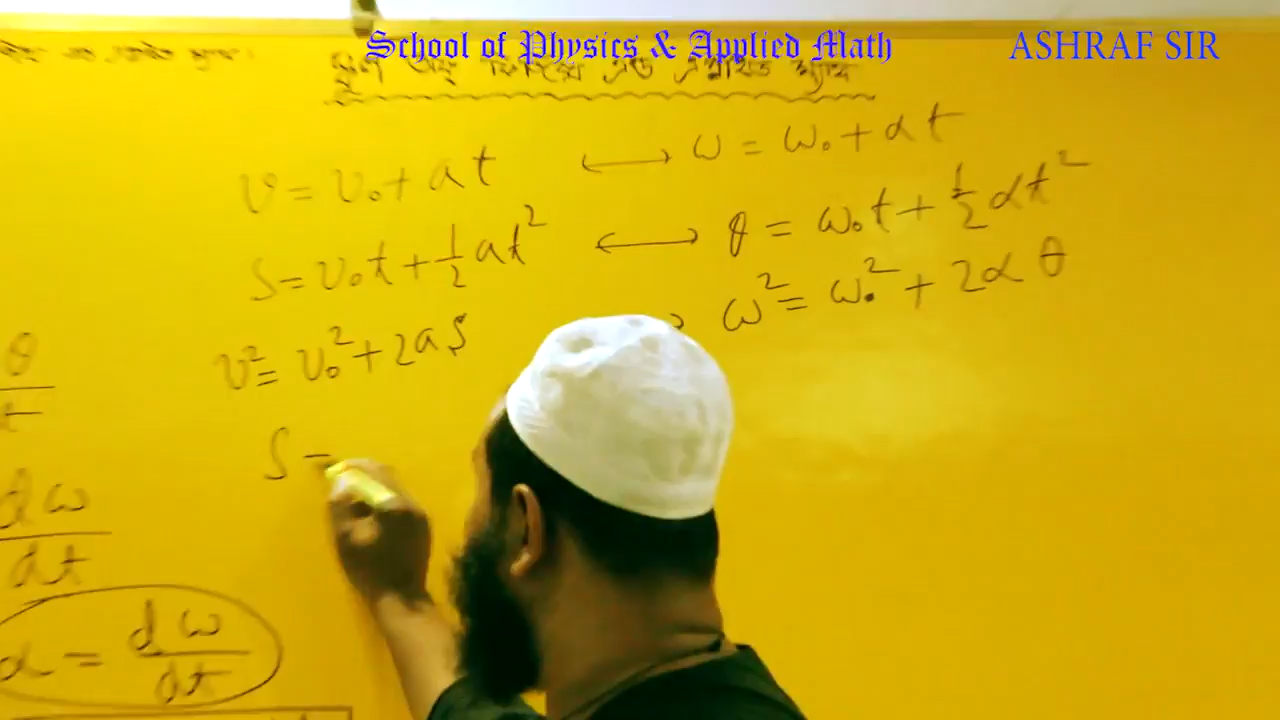 School of Physics & Applied Math
ASHRAF SIR
v = v₀ + at ⟷ ω = ω₀ + αt
S = v₀t + ½at² ⟷ θ = ω₀t + ½αt²
v² = v₀² + 2aS ω² = ω₀² + 2αθ
S =
θ/t
dω/dt
α = dω/dt